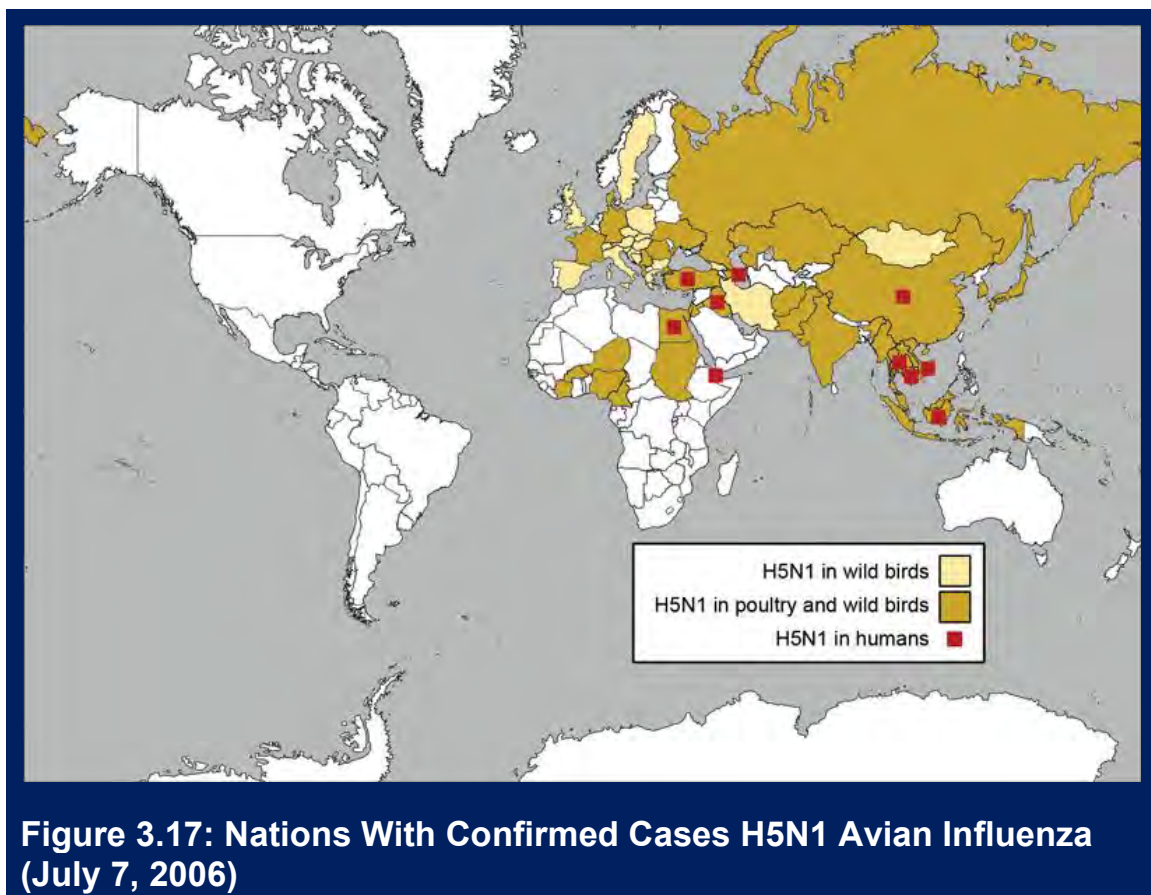 H5N1 in wild birds
H5N1 in poultry and wild birds
H5N1 in humans
Figure 3.17: Nations With Confirmed Cases H5N1 Avian Influenza
(July 7, 2006)